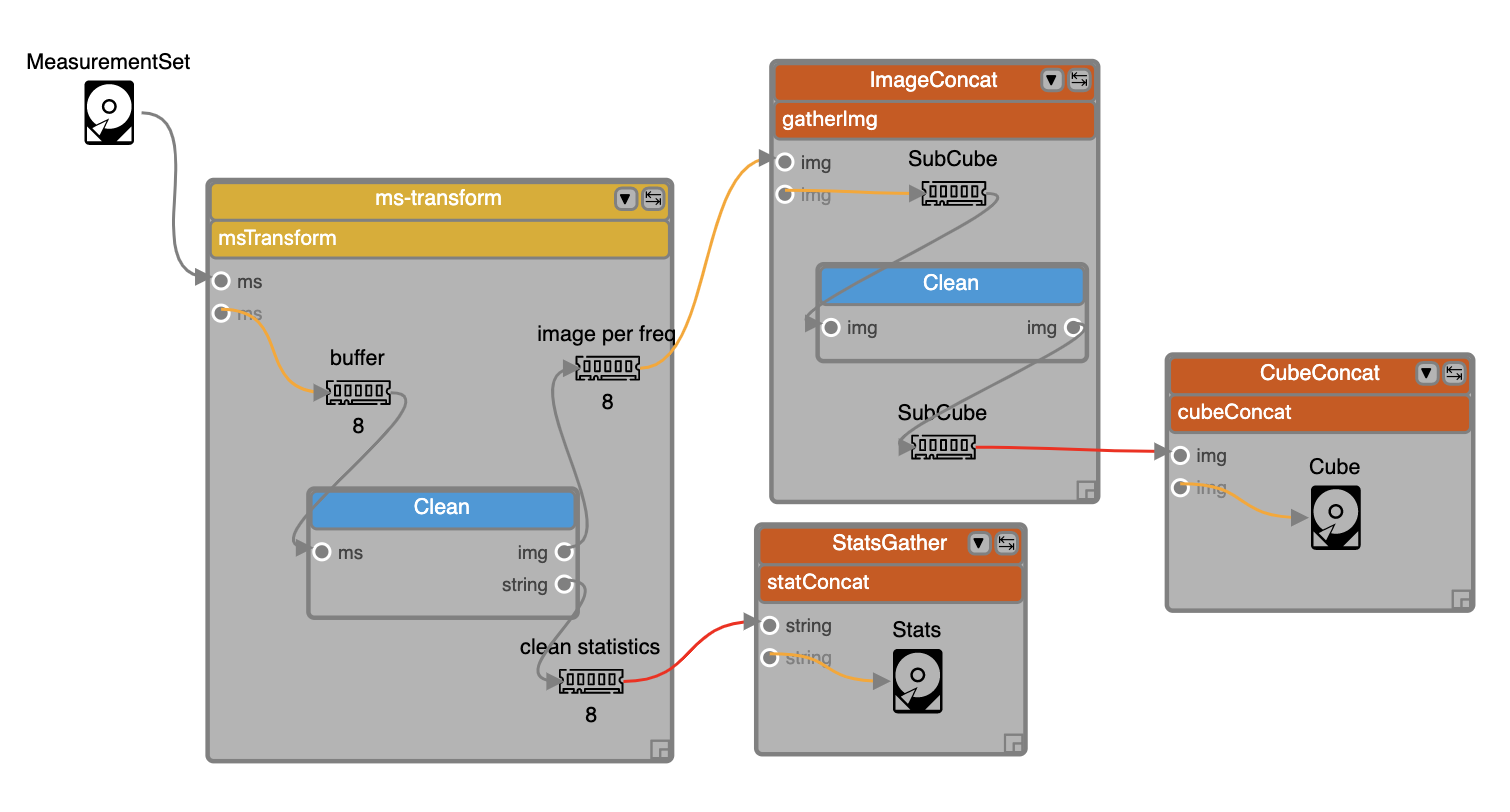 MeasurementSet
ms-transform
msTransform
ms
ms
buffer
8
image per freq
8
Clean
ms
img
string
clean statistics
8
ImageConcat
gatherImg
img
img
SubCube
Clean
img
img
SubCube
StatsGather
statConcat
string
string
Stats
CubeConcat
cubeConcat
img
img
Cube